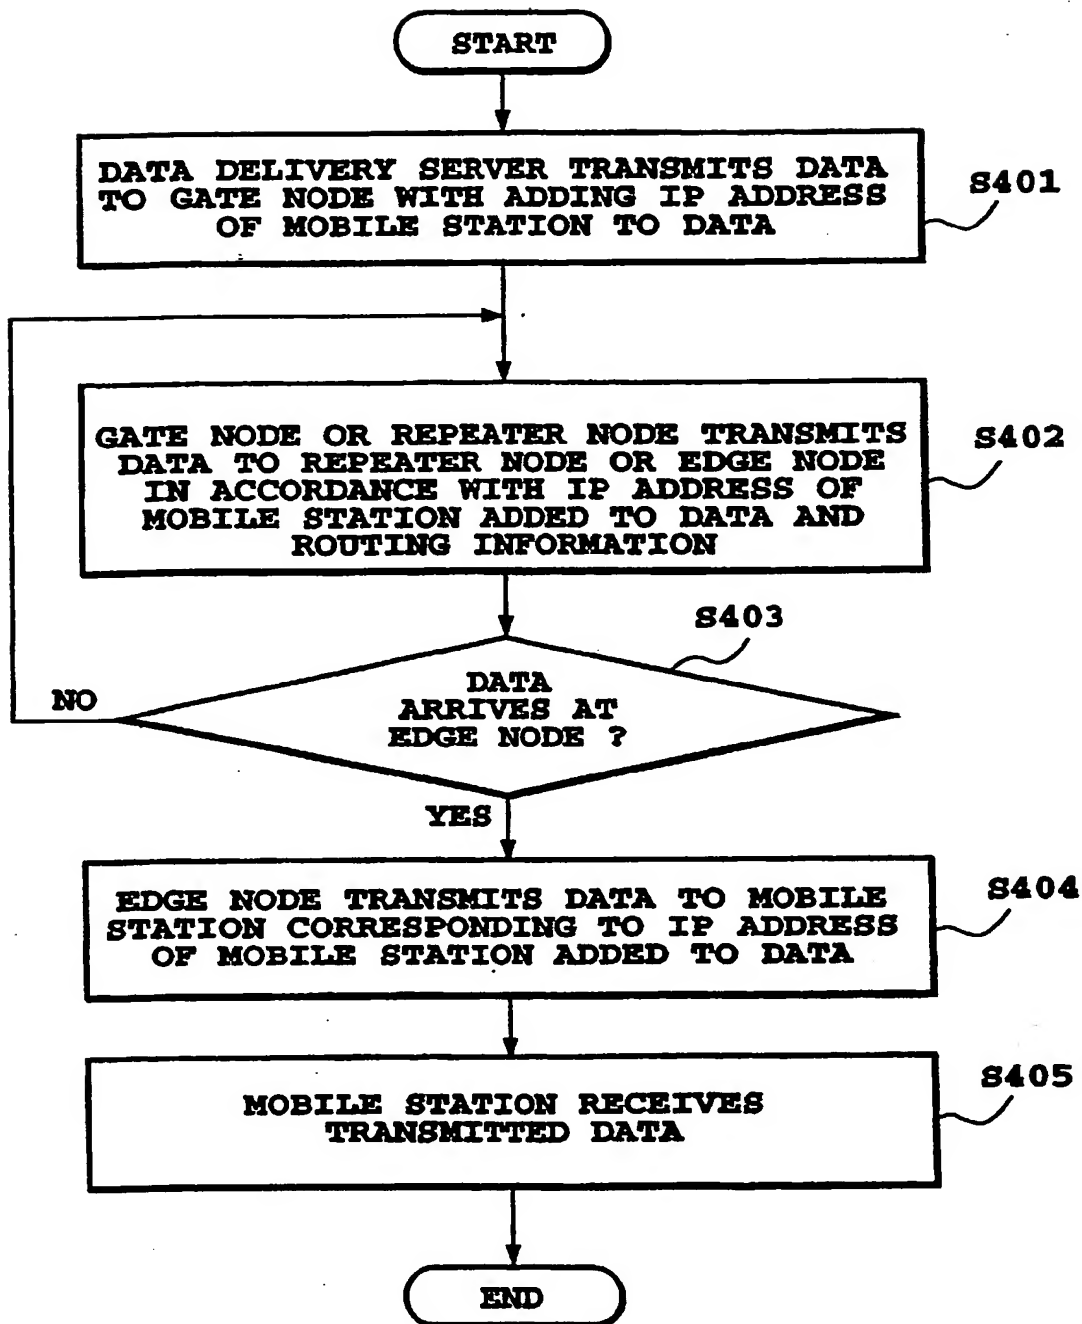 START
DATA DELIVERY SERVER TRANSMITS DATA
TO GATE NODE WITH ADDING IP ADDRESS
OF MOBILE STATION TO DATA
S401
GATE NODE OR REPEATER NODE TRANSMITS
DATA TO REPEATER NODE OR EDGE NODE
IN ACCORDANCE WITH IP ADDRESS OF
MOBILE STATION ADDED TO DATA AND
ROUTING INFORMATION
S402
S403
DATA
ARRIVES AT
EDGE NODE ?
NO
YES
EDGE NODE TRANSMITS DATA TO MOBILE
STATION CORRESPONDING TO IP ADDRESS
OF MOBILE STATION ADDED TO DATA
S404
MOBILE STATION RECEIVES
TRANSMITTED DATA
S405
END